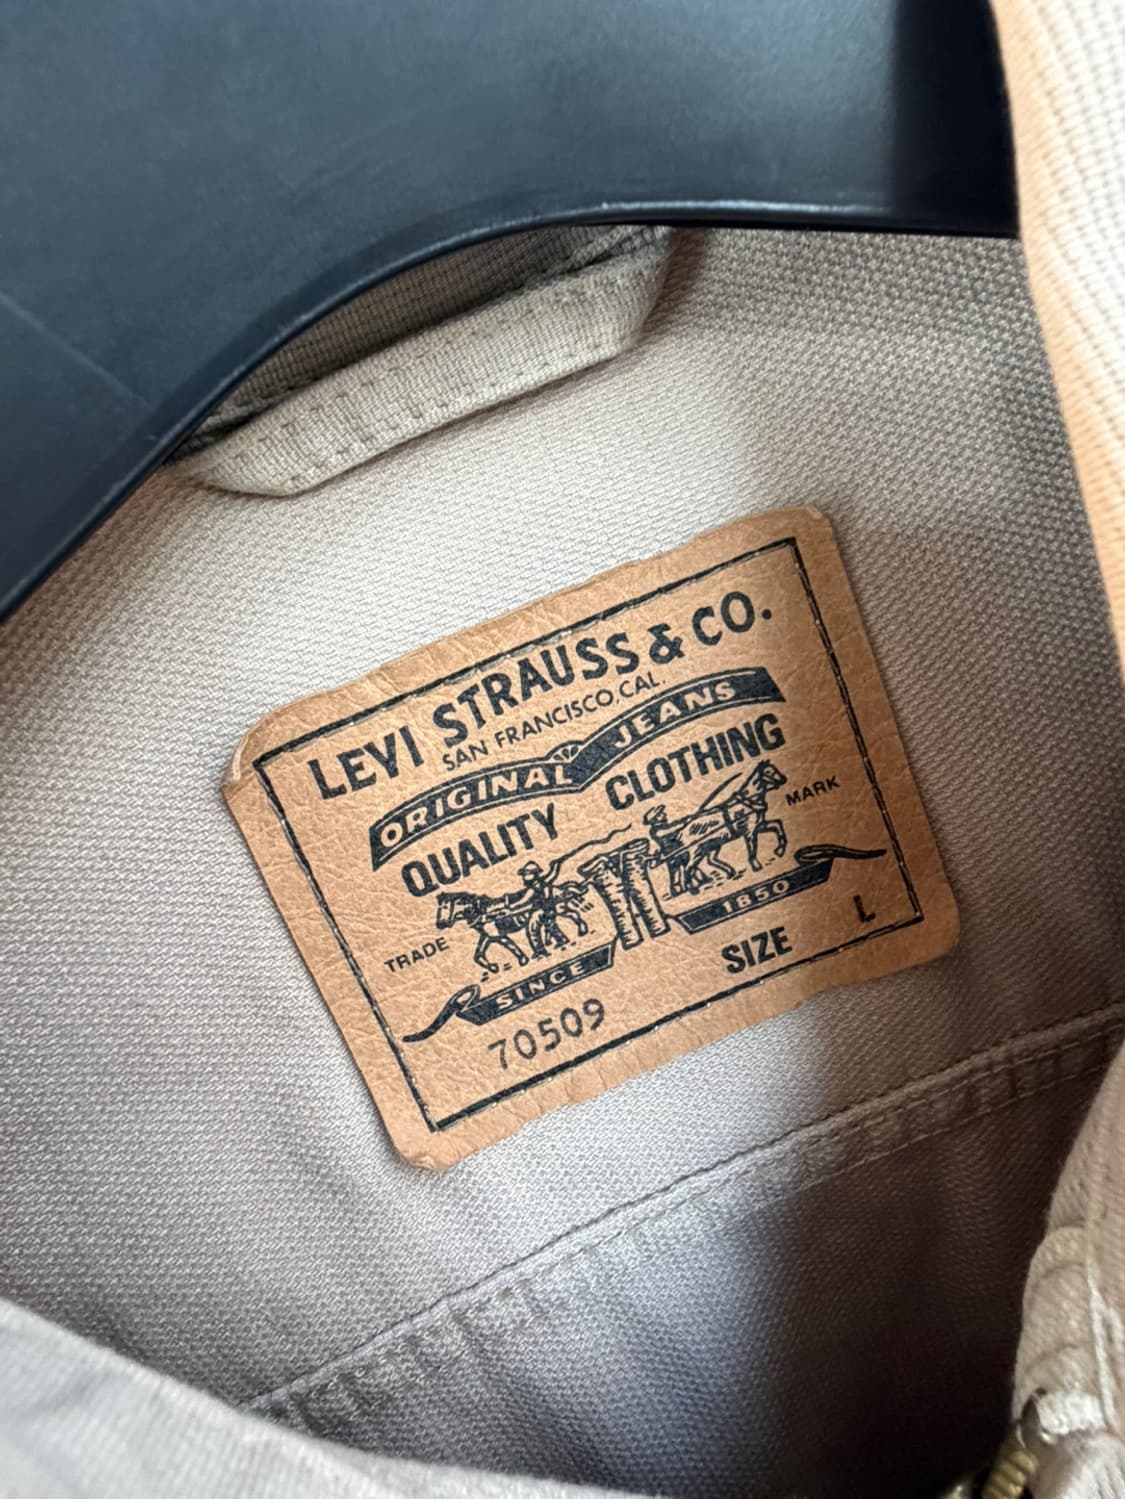 LEVI STRAUSS & CO.
SAN FRANCISCO, CAL.
ORIGINAL JEANS
QUALITY CLOTHING
TRADE MARK
SINCE 1850
70509 SIZE L